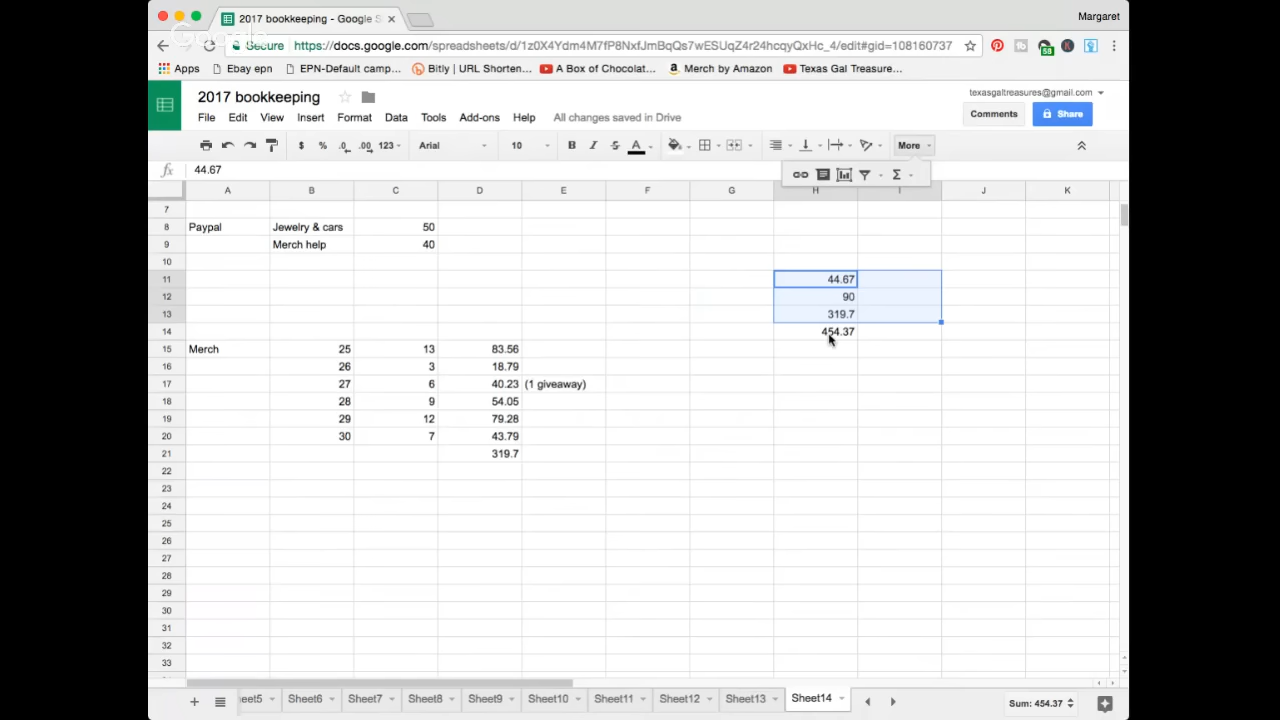 2017 bookkeeping - Google S
Margaret
Secure https://docs.google.com/spreadsheets/d/1z0X4Ydm4M7fP8NxfJmBqQs7wESUqZ4r24hcqyQxHc_4/edit#gid=108160737
58
Apps Ebay epn EPN-Default camp... Bitly | URL Shorten... A Box of Chocolat... Merch by Amazon Texas Gal Treasure...
2017 bookkeeping
texasgaltreasures@gmail.com
File Edit View Insert Format Data Tools Add-ons Help All changes saved in Drive
Comments Share
$ % .0 .00 123 Arial 10 B I S A More
fx 44.67
Σ
A B C D E F G H I J K
7
8 Paypal Jewelry & cars 50
9 Merch help 40
10
11 44.67
12 90
13 319.7
14 454.37
15 Merch 25 13 83.56
16 26 3 18.79
17 27 6 40.23 (1 giveaway)
18 28 9 54.05
19 29 12 79.28
20 30 7 43.79
21 319.7
22
23
24
25
26
27
28
29
30
31
32
33
+ eet5 Sheet6 Sheet7 Sheet8 Sheet9 Sheet10 Sheet11 Sheet12 Sheet13 Sheet14 Sum: 454.37